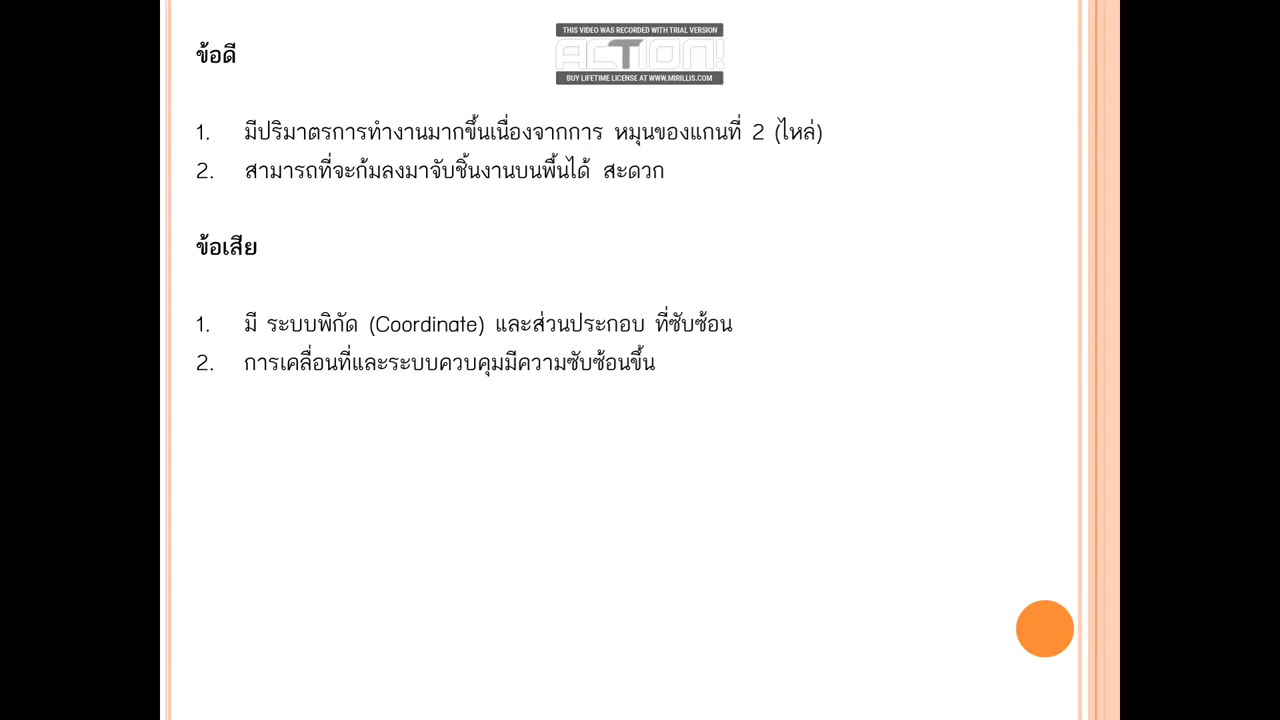 THIS VIDEO WAS RECORDED WITH TRIAL VERSION
ACTION!
BUY LIFETIME LICENSE AT WWW.MIRILLIS.COM
ข้อดี
1. มีปริมาตรการทำงานมากขึ้นเนื่องจากการ หมุนของแกนที่ 2 (ไหล่)
2. สามารถที่จะก้มลงมาจับชิ้นงานบนพื้นได้ สะดวก
ข้อเสีย
1. มี ระบบพิกัด (Coordinate) และส่วนประกอบ ที่ซับซ้อน
2. การเคลื่อนที่และระบบควบคุมมีความซับซ้อนขึ้น